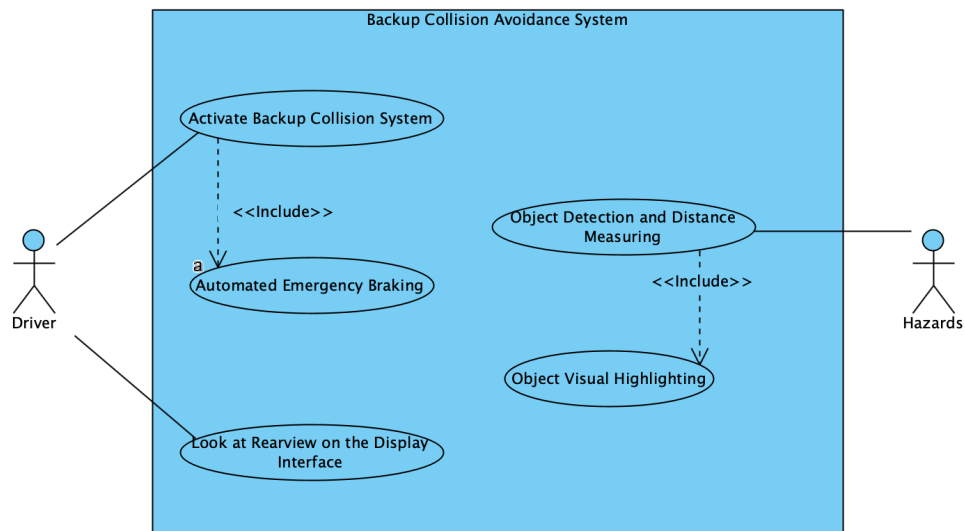 Backup Collision Avoidance System
Activate Backup Collision System
<<Include>>
a
Automated Emergency Braking
Object Detection and Distance
Measuring
<<Include>>
Object Visual Highlighting
Look at Rearview on the Display
Interface
Driver
Hazards